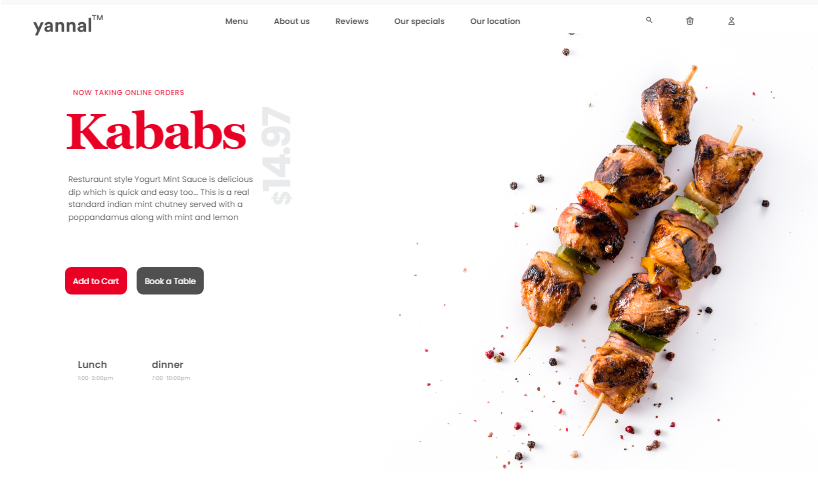 yannal™
Menu About us Reviews Our specials Our location
NOW TAKING ONLINE ORDERS
Kababs
$14.97
Resturaunt style Yogurt Mint Sauce is delicious
dip which is quick and easy too... This is a real
standard indian mint chutney served with a
poppandamus along with mint and lemon
Add to Cart Book a Table
Lunch dinner
1:00 3:00pm 7:00 10:00pm